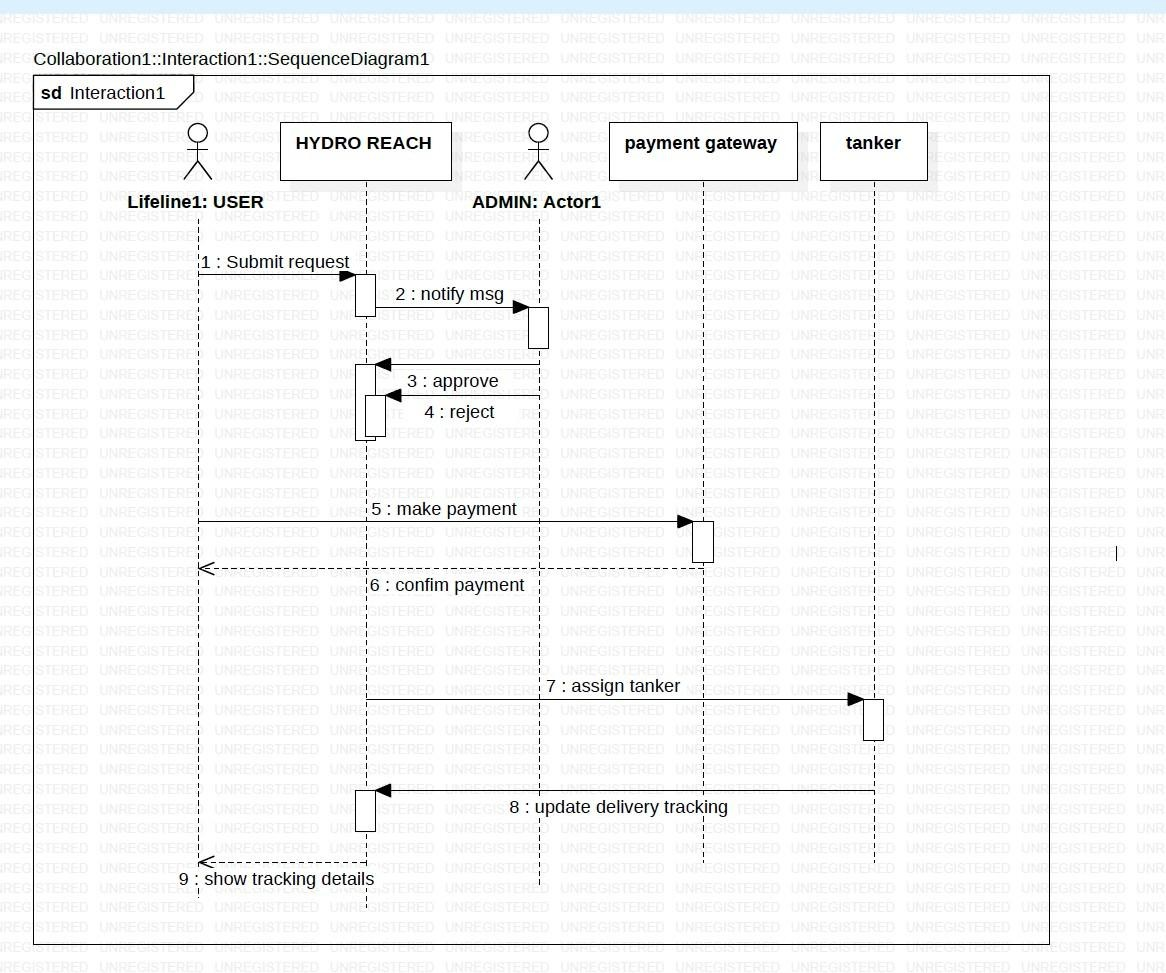 Collaboration1::Interaction1::SequenceDiagram1
sd Interaction1
HYDRO REACH
payment gateway
tanker
Lifeline1: USER
ADMIN: Actor1
1 : Submit request
2 : notify msg
3 : approve
4 : reject
5 : make payment
6 : confim payment
7 : assign tanker
8 : update delivery tracking
9 : show tracking details
UNREGISTERED